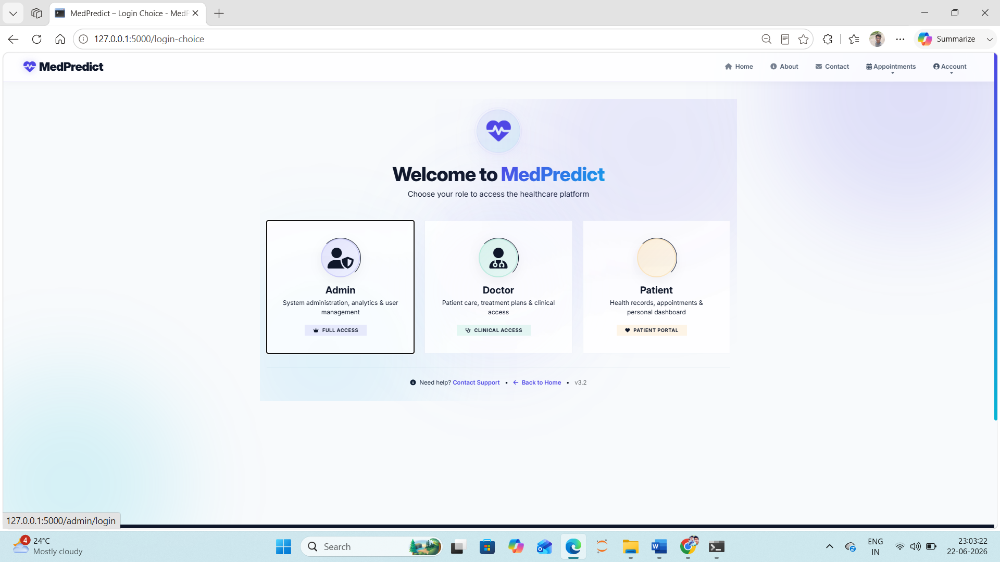 MedPredict – Login Choice - MedP
127.0.0.1:5000/login-choice
Summarize
MedPredict
Home
About
Contact
Appointments
Account
Welcome to MedPredict
Choose your role to access the healthcare platform
Admin
System administration, analytics & user
management
FULL ACCESS
Doctor
Patient care, treatment plans & clinical
access
CLINICAL ACCESS
Patient
Health records, appointments &
personal dashboard
PATIENT PORTAL
Need help? Contact Support • Back to Home • v3.2
127.0.0.1:5000/admin/login
4
24°C
Mostly cloudy
Search
ENG
IN
23:03:22
22-06-2026